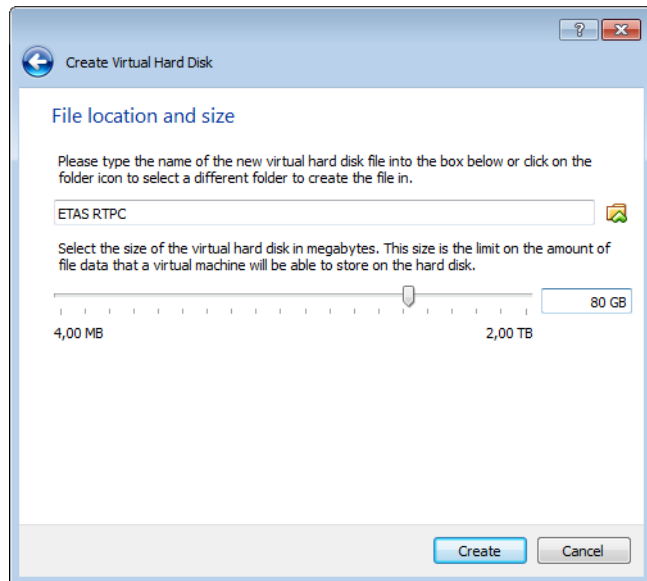 ?
Create Virtual Hard Disk
File location and size
Please type the name of the new virtual hard disk file into the box below or click on the
folder icon to select a different folder to create the file in.
ETAS RTPC
Select the size of the virtual hard disk in megabytes. This size is the limit on the amount of
file data that a virtual machine will be able to store on the hard disk.
80 GB
4,00 MB 2,00 TB
Create Cancel